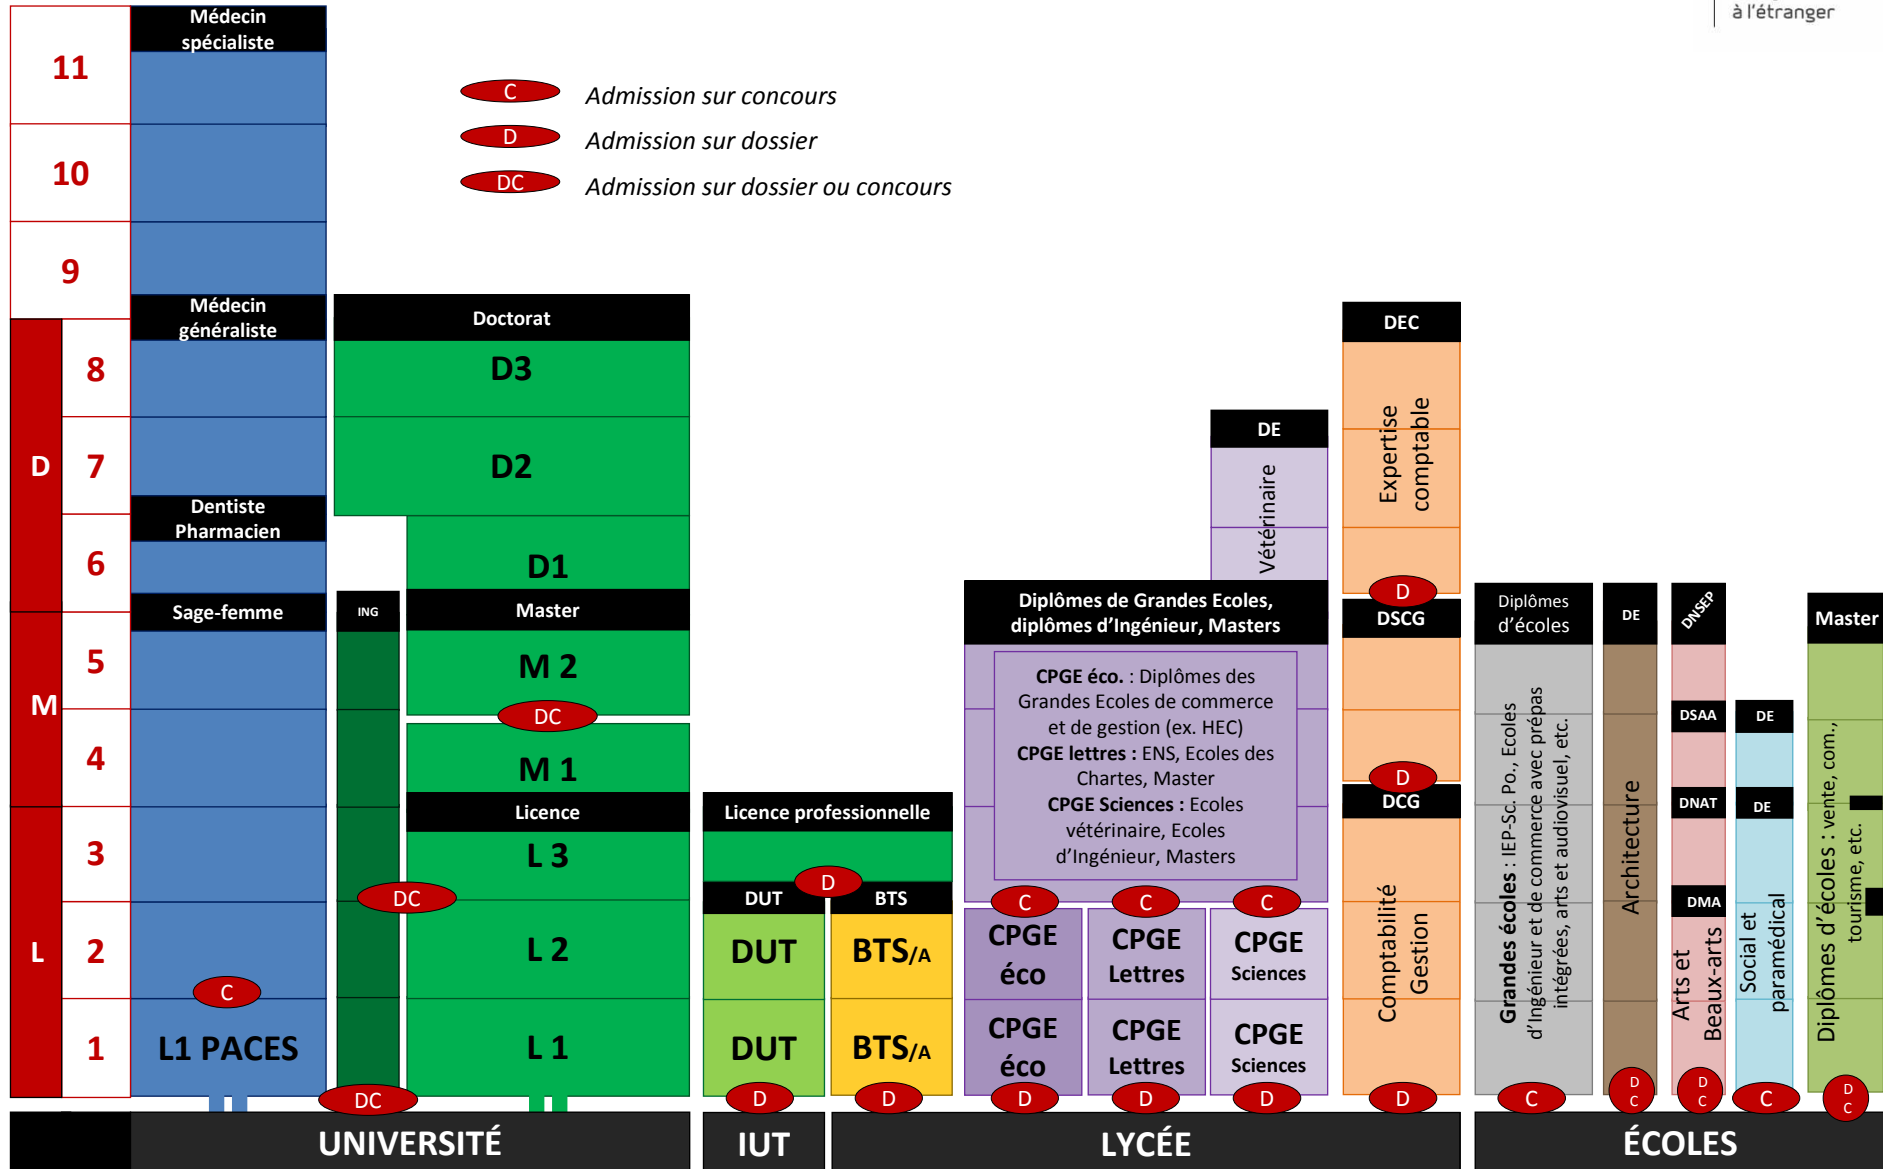 à l'étranger
C Admission sur concours
D Admission sur dossier
DC Admission sur dossier ou concours
11
10
9
D
8
7
6
M
5
4
L
3
2
1
Médecin
spécialiste
Médecin
généraliste
Dentiste
Pharmacien
Sage-femme
C
L1 PACES
ING
DC
DC
Doctorat
D3
D2
D1
Master
M 2
DC
M 1
Licence
L 3
L 2
L 1
Licence professionnelle
D
DUT
BTS
DUT
BTS/A
DUT
BTS/A
D
D
DE
Vétérinaire
Diplômes de Grandes Ecoles,
diplômes d'Ingénieur, Masters
CPGE éco. : Diplômes des
Grandes Ecoles de commerce
et de gestion (ex. HEC)
CPGE lettres : ENS, Ecoles des
Chartes, Master
CPGE Sciences : Ecoles
vétérinaire, Ecoles
d'Ingénieur, Masters
C
C
C
CPGE
éco
CPGE
Lettres
CPGE
Sciences
CPGE
éco
CPGE
Lettres
CPGE
Sciences
D
D
D
DEC
Expertise
comptable
D
DSCG
D
DCG
Comptabilité
Gestion
D
Diplômes
d'écoles
Grandes écoles : IEP-Sc. Po., Ecoles
d'Ingénieur et de commerce avec prépas
intégrées, arts et audiovisuel, etc.
C
DE
Architecture
D
C
DNSEP
DSAA
DNAT
DMA
Arts et
Beaux-arts
D
C
DE
DE
Social et
paramédical
C
Master
Diplômes d'écoles : vente, com.,
tourisme, etc.
D
C
UNIVERSITÉ
IUT
LYCÉE
ÉCOLES